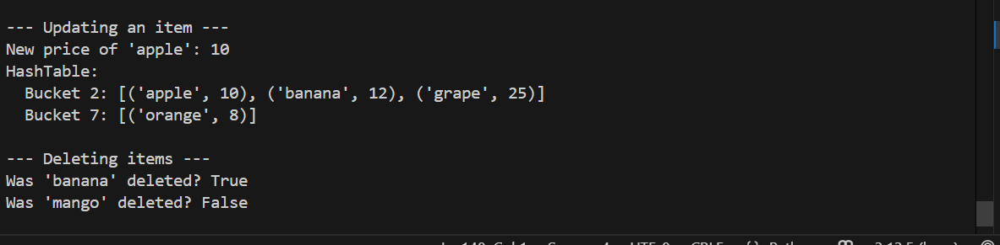 --- Updating an item ---
New price of 'apple': 10
HashTable:
  Bucket 2: [('apple', 10), ('banana', 12), ('grape', 25)]
  Bucket 7: [('orange', 8)]
--- Deleting items ---
Was 'banana' deleted? True
Was 'mango' deleted? False